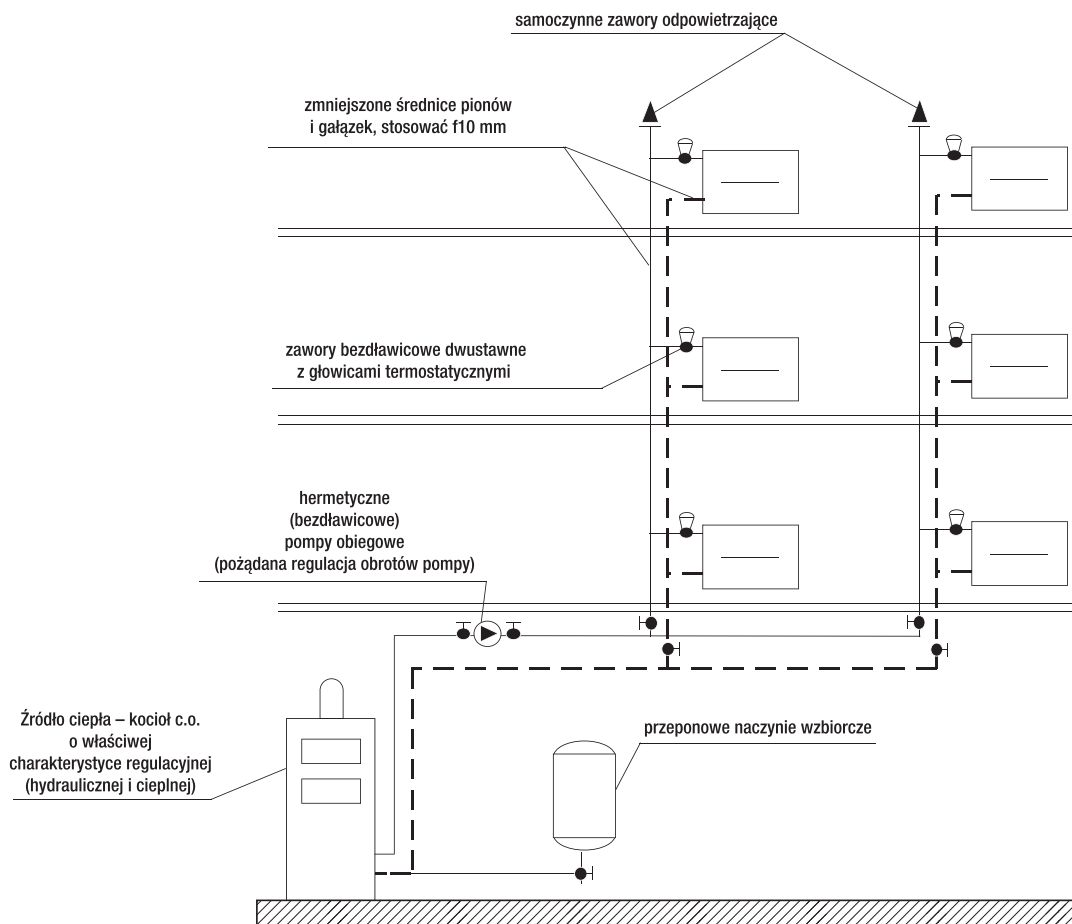 samoczynne zawory odpowietrzające
zmniejszone średnice pionów
i gałązek, stosować f10 mm
zawory bezdławicowe dwustawne
z głowicami termostatycznymi
hermetyczne
(bezdławicowe)
pompy obiegowe
(pożądana regulacja obrotów pompy)
Źródło ciepła – kocioł c.o.
o właściwej
charakterystyce regulacyjnej
(hydraulicznej i cieplnej)
przeponowe naczynie wzbiorcze